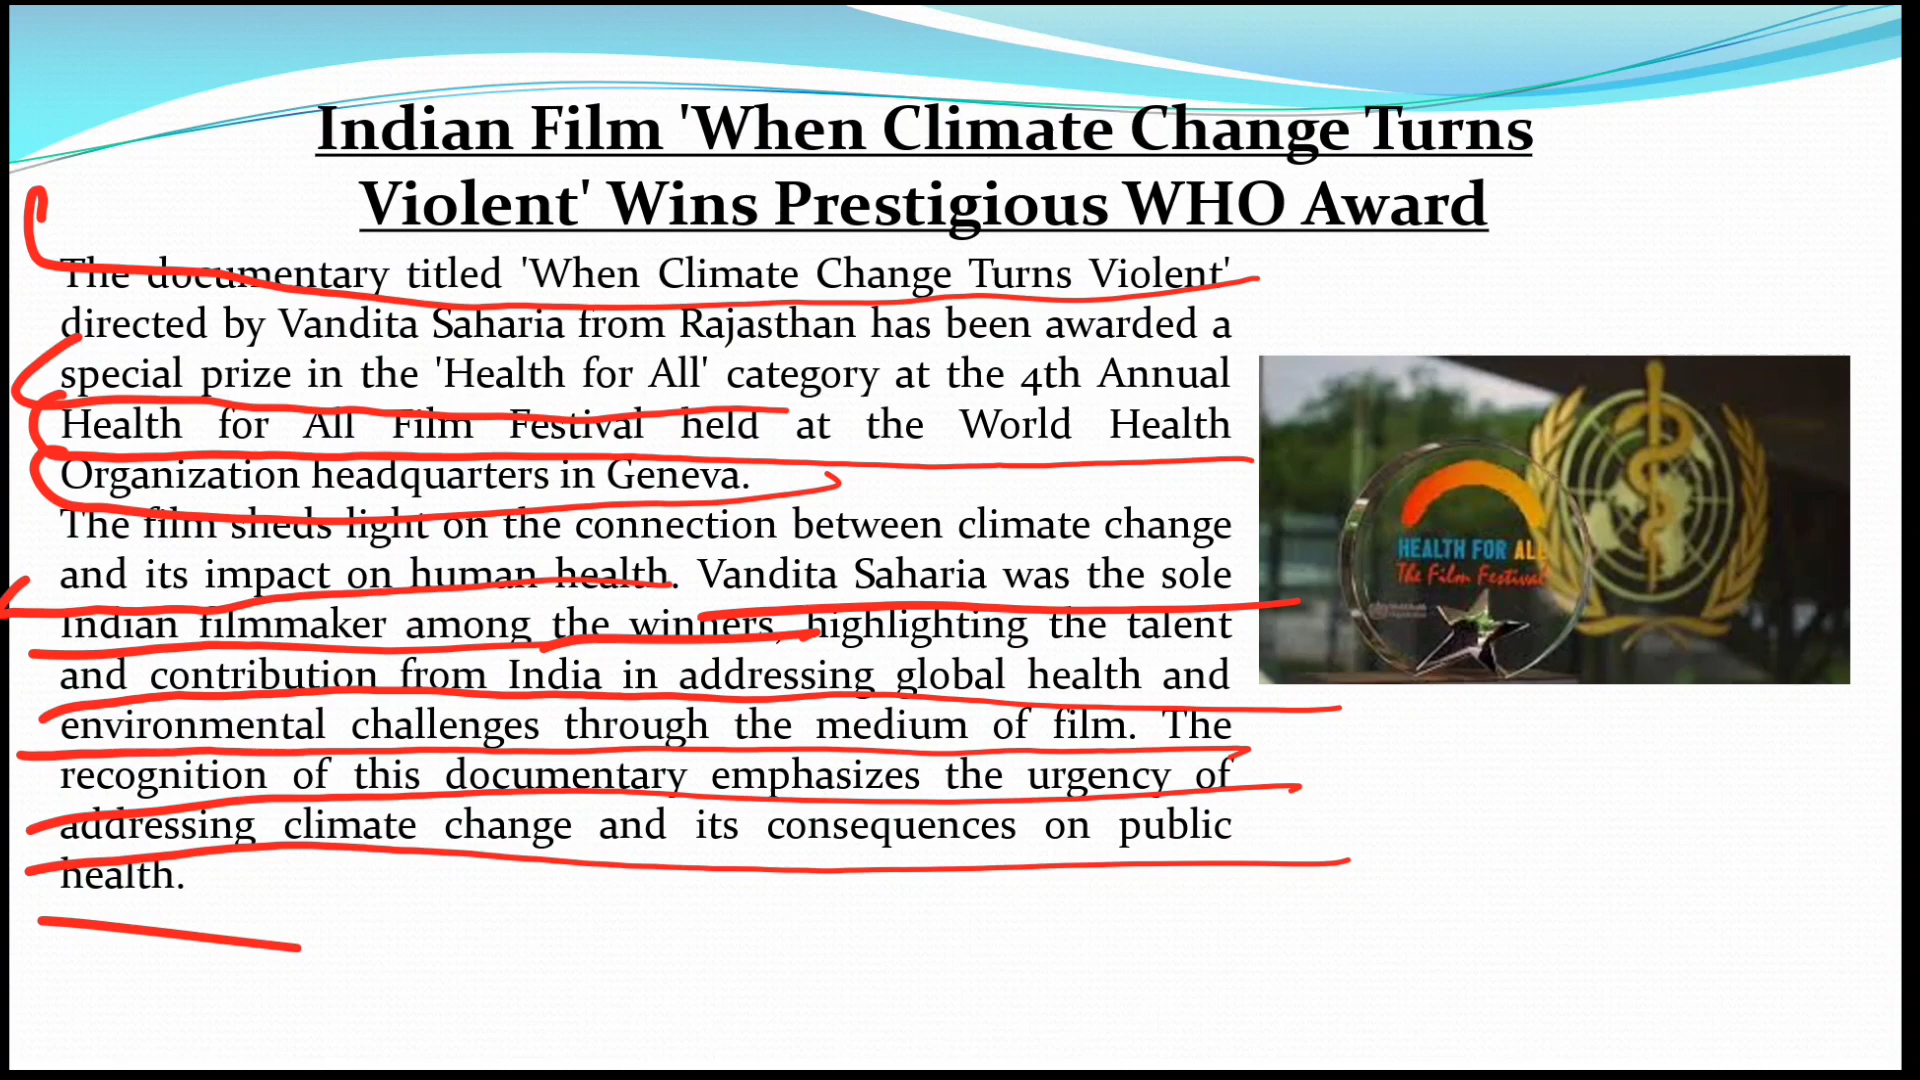 Indian Film 'When Climate Change Turns
Violent' Wins Prestigious WHO Award
The documentary titled 'When Climate Change Turns Violent'
directed by Vandita Saharia from Rajasthan has been awarded a
special prize in the 'Health for All' category at the 4th Annual
Health for All Film Festival held at the World Health
Organization headquarters in Geneva.
The film sheds light on the connection between climate change
and its impact on human health. Vandita Saharia was the sole
Indian filmmaker among the winners, highlighting the talent
and contribution from India in addressing global health and
environmental challenges through the medium of film. The
recognition of this documentary emphasizes the urgency of
addressing climate change and its consequences on public
health.
HEALTH FOR ALL
The Film Festival